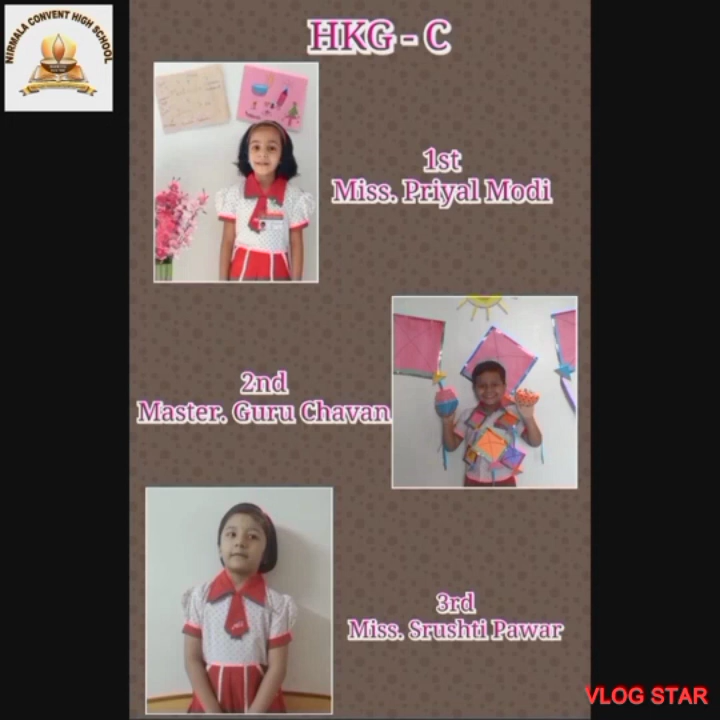 NIRMALA CONVENT HIGH SCHOOL
HKG - C
1st
Miss. Priyal Modi
2nd
Master. Guru Chavan
3rd
Miss. Srushti Pawar
VLOG STAR